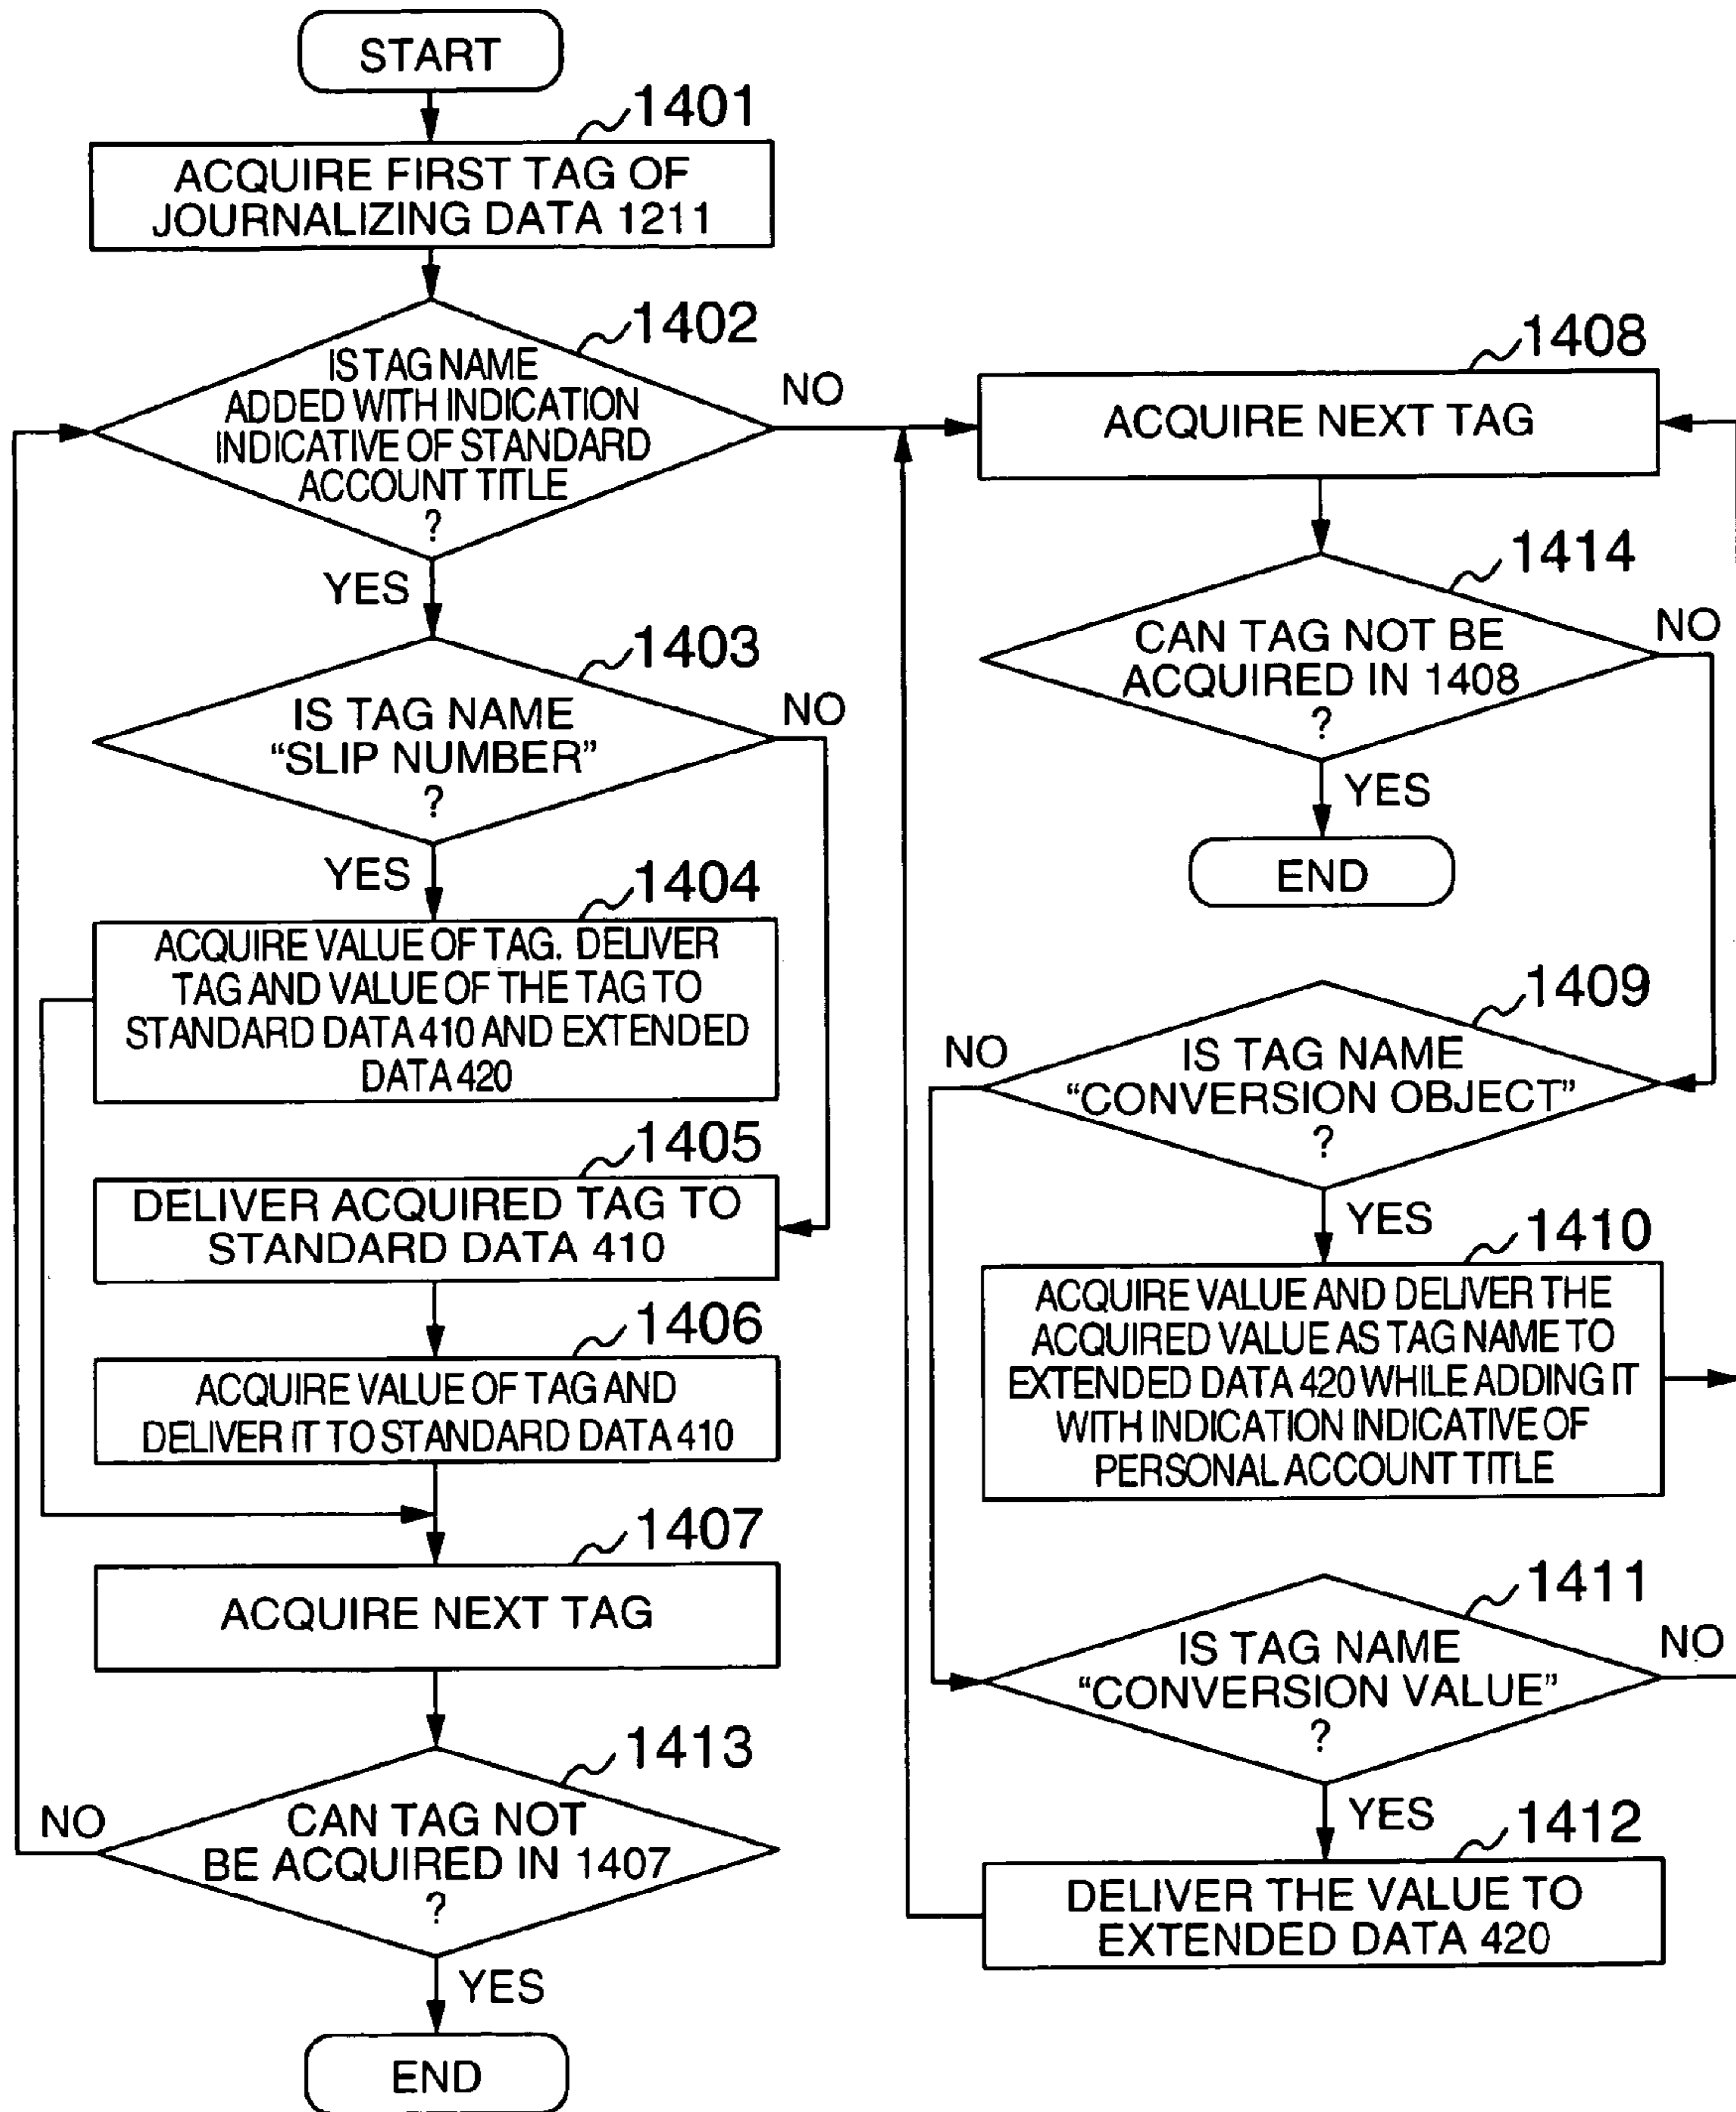 START
1401
ACQUIRE FIRST TAG OF
JOURNALIZING DATA 1211
1402
IS TAG NAME
ADDED WITH INDICATION
INDICATIVE OF STANDARD
ACCOUNT TITLE
?
NO
YES
1403
IS TAG NAME
“SLIP NUMBER”
?
NO
YES
1404
ACQUIRE VALUE OF TAG. DELIVER
TAG AND VALUE OF THE TAG TO
STANDARD DATA 410 AND EXTENDED
DATA 420
1405
DELIVER ACQUIRED TAG TO
STANDARD DATA 410
1406
ACQUIRE VALUE OF TAG AND
DELIVER IT TO STANDARD DATA 410
1407
ACQUIRE NEXT TAG
1413
CAN TAG NOT
BE ACQUIRED IN 1407
?
NO
YES
END
1408
ACQUIRE NEXT TAG
1414
CAN TAG NOT BE
ACQUIRED IN 1408
?
NO
YES
END
1409
IS TAG NAME
“CONVERSION OBJECT”
?
NO
YES
1410
ACQUIRE VALUE AND DELIVER THE
ACQUIRED VALUE AS TAG NAME TO
EXTENDED DATA 420 WHILE ADDING IT
WITH INDICATION INDICATIVE OF
PERSONAL ACCOUNT TITLE
1411
IS TAG NAME
“CONVERSION VALUE”
?
NO
YES
1412
DELIVER THE VALUE TO
EXTENDED DATA 420